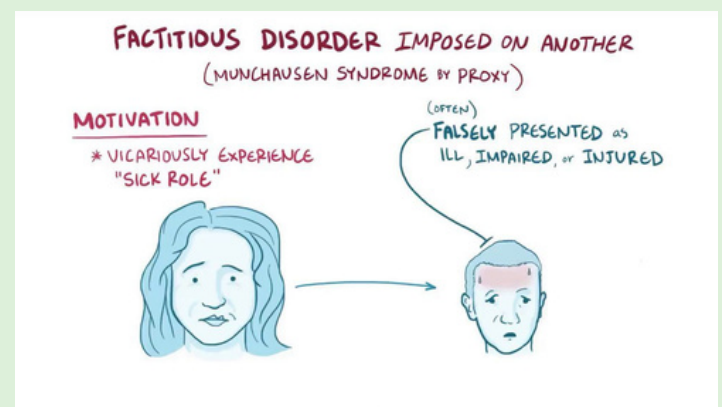 FACTITIOUS DISORDER IMPOSED ON ANOTHER
(MUNCHAUSEN SYNDROME BY PROXY)
MOTIVATION
* VICARIOUSLY EXPERIENCE
"SICK ROLE"
(OFTEN)
FALSELY PRESENTED as
ILL, IMPAIRED, or INJURED